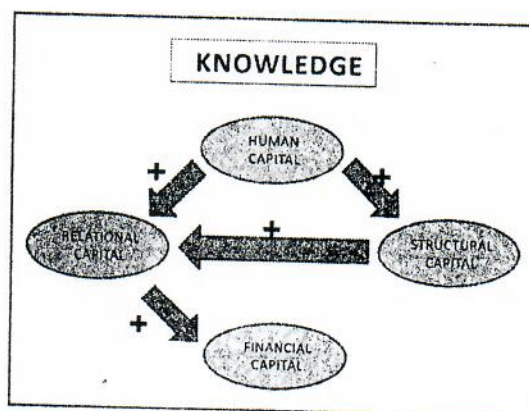 KNOWLEDGE
HUMAN
CAPITAL
+
+
+
RELATIONAL
CAPITAL
STRUCTURAL
CAPITAL
+
FINANCIAL
CAPITAL